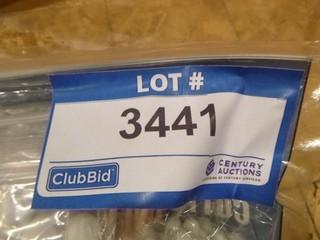 LOT #
3441
ClubBid
CENTURY
AUCTIONS